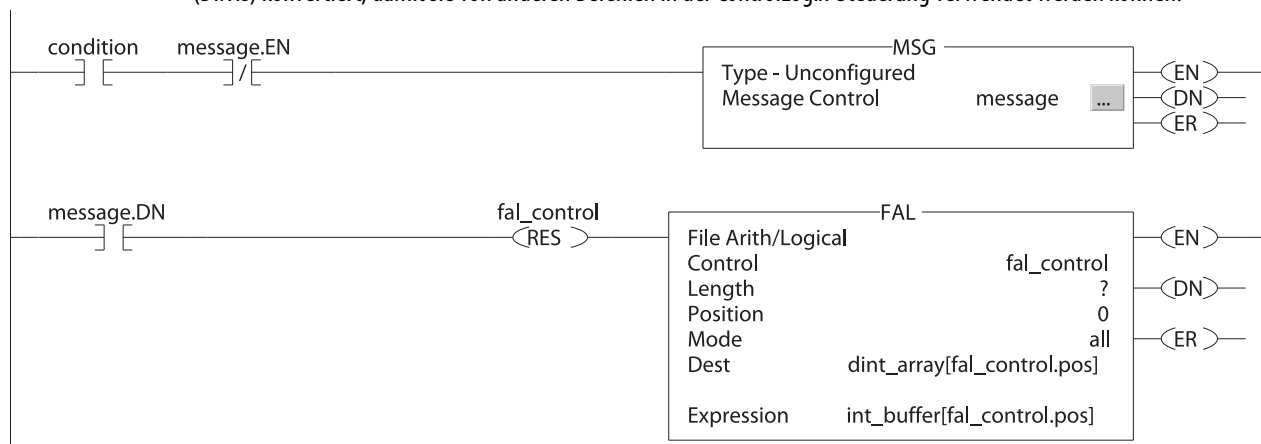 condition message.EN MSG
Type - Unconfigured EN
Message Control message ... DN
ER
message.DN fal_control FAL
RES File Arith/Logical EN
Control fal_control
Length ? DN
Position 0
Mode all ER
Dest dint_array[fal_control.pos]
Expression int_buffer[fal_control.pos]